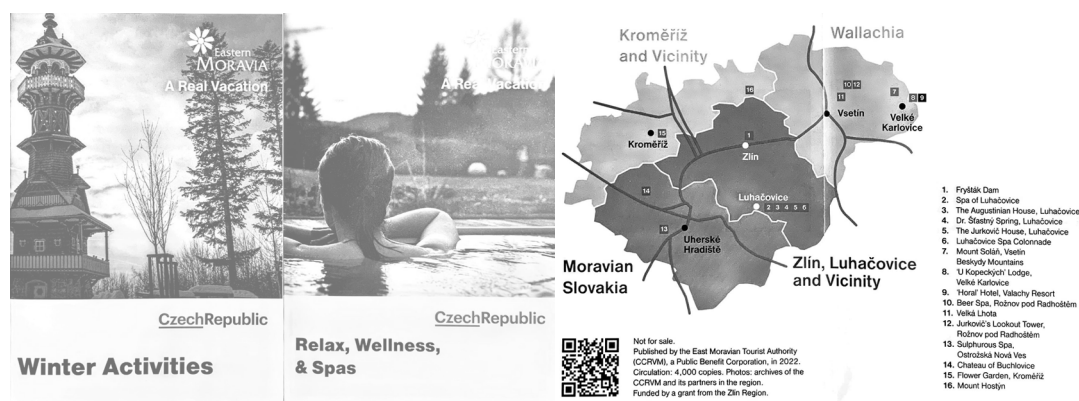 Eastern
MORAVIA
A Real Vacation
CzechRepublic
Winter Activities
Eastern
MORAVIA
A Real Vacation
CzechRepublic
Relax, Wellness,
& Spas
Kroměříž
and Vicinity
Wallachia
16
10 12
11
7
8 9
Vsetín
Velké
Karlovice
15
Kroměříž
1
Zlín
14
Luhačovice
2 3 4 5 6
13
Uherské
Hradiště
Moravian
Slovakia
Zlín, Luhačovice
and Vicinity
Not for sale.
Published by the East Moravian Tourist Authority
(CCRVM), a Public Benefit Corporation, in 2022.
Circulation: 4,000 copies. Photos: archives of the
CCRVM and its partners in the region.
Funded by a grant from the Zlín Region.
1. Fryšták Dam
2. Spa of Luhačovice
3. The Augustinian House, Luhačovice
4. Dr. Šťastný Spring, Luhačovice
5. The Jurkovič House, Luhačovice
6. Luhačovice Spa Colonnade
7. Mount Soláň, Vsetín
Beskydy Mountains
8. 'U Kopeckých' Lodge,
Velké Karlovice
9. 'Horal' Hotel, Valachy Resort
10. Beer Spa, Rožnov pod Radhoštěm
11. Velká Lhota
12. Jurkovič's Lookout Tower,
Rožnov pod Radhoštěm
13. Sulphurous Spa,
Ostrožská Nová Ves
14. Chateau of Buchlovice
15. Flower Garden, Kroměříž
16. Mount Hostýn